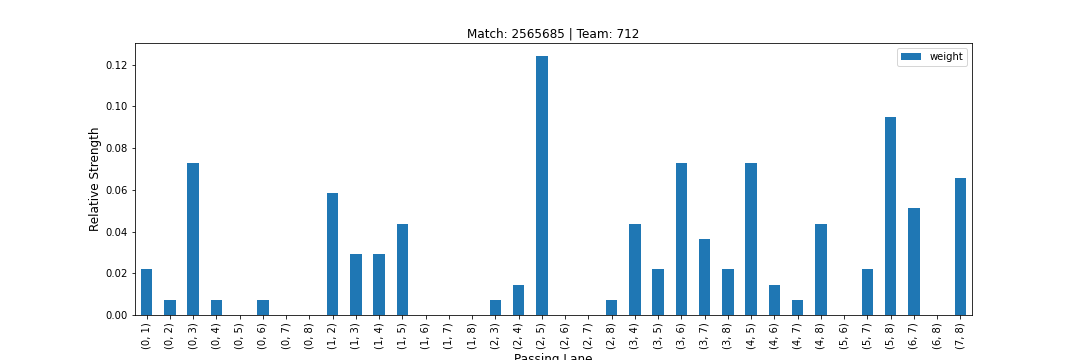 Match: 2565685 | Team: 712
weight
Relative Strength
0.12
0.10
0.08
0.06
0.04
0.02
0.00
(0, 1) (0, 2) (0, 3) (0, 4) (0, 5) (0, 6) (0, 7) (0, 8) (1, 2) (1, 3) (1, 4) (1, 5) (1, 6) (1, 7) (1, 8) (2, 3) (2, 4) (2, 5) (2, 6) (2, 7) (2, 8) (3, 4) (3, 5) (3, 6) (3, 7) (3, 8) (4, 5) (4, 6) (4, 7) (4, 8) (5, 6) (5, 7) (5, 8) (6, 7) (6, 8) (7, 8)
Passing Lane